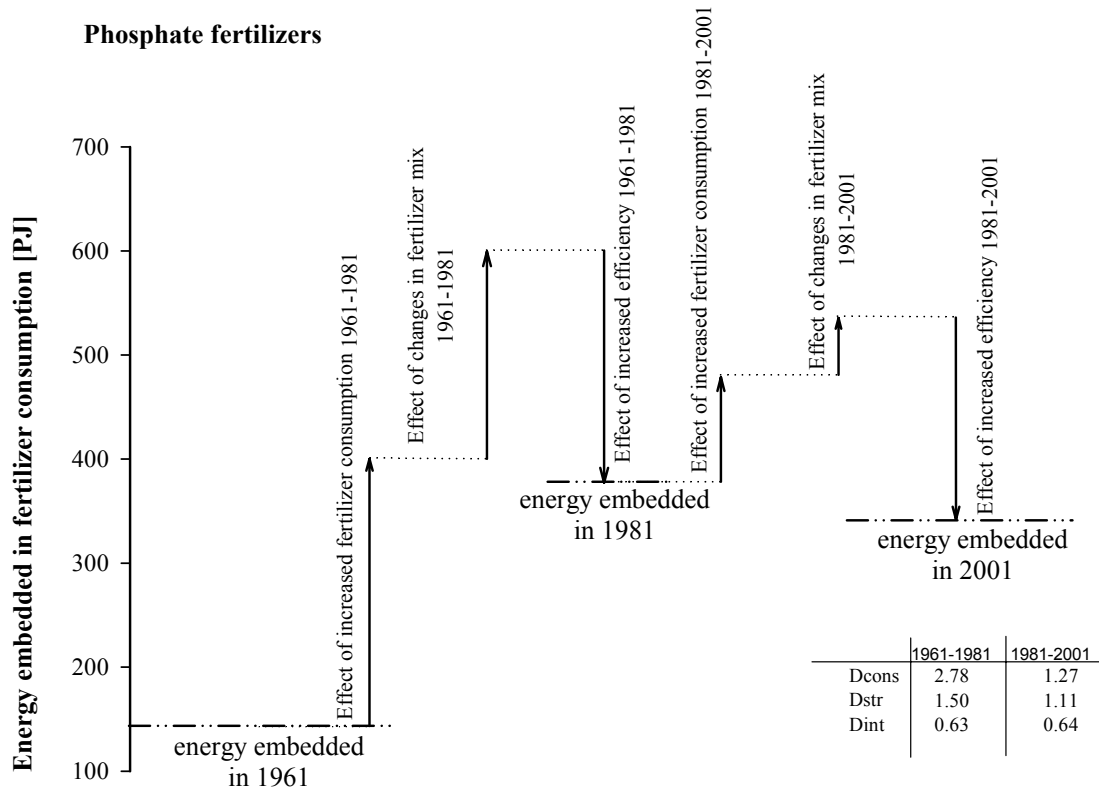 Phosphate fertilizers
Energy embedded in fertilizer consumption [PJ]
700
600
500
400
300
200
100
Effect of increased fertilizer consumption 1961-1981
Effect of changes in fertilizer mix
1961-1981
Effect of increased efficiency 1961-1981
Effect of increased fertilizer consumption 1981-2001
Effect of changes in fertilizer mix
1981-2001
Effect of increased efficiency 1981-2001
energy embedded
in 1961
energy embedded
in 1981
energy embedded
in 2001
1961-1981 1981-2001
Dcons 2.78 1.27
Dstr 1.50 1.11
Dint 0.63 0.64